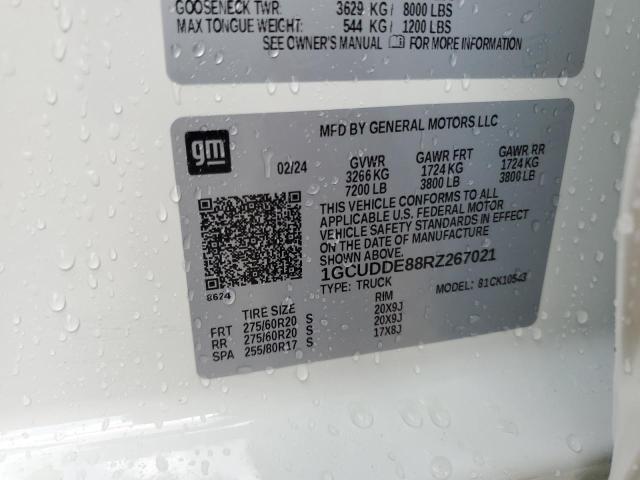 GOOSENECK TWR: 3629 KG / 8000 LBS
MAX TONGUE WEIGHT: 544 KG / 1200 LBS
SEE OWNER'S MANUAL FOR MORE INFORMATION
gm
MFD BY GENERAL MOTORS LLC
02/24 GVWR GAWR FRT GAWR RR
3266 KG 1724 KG 1724 KG
7200 LB 3800 LB 3800 LB
THIS VEHICLE CONFORMS TO ALL
APPLICABLE U.S. FEDERAL MOTOR
VEHICLE SAFETY STANDARDS IN EFFECT
ON THE DATE OF MANUFACTURE
SHOWN ABOVE.
1GCUDDE88RZ267021
TYPE: TRUCK MODEL: 81CK10543
8624
TIRE SIZE RIM
FRT 275/60R20 S 20X9J
RR 275/60R20 S 20X9J
SPA 255/80R17 S 17X8J